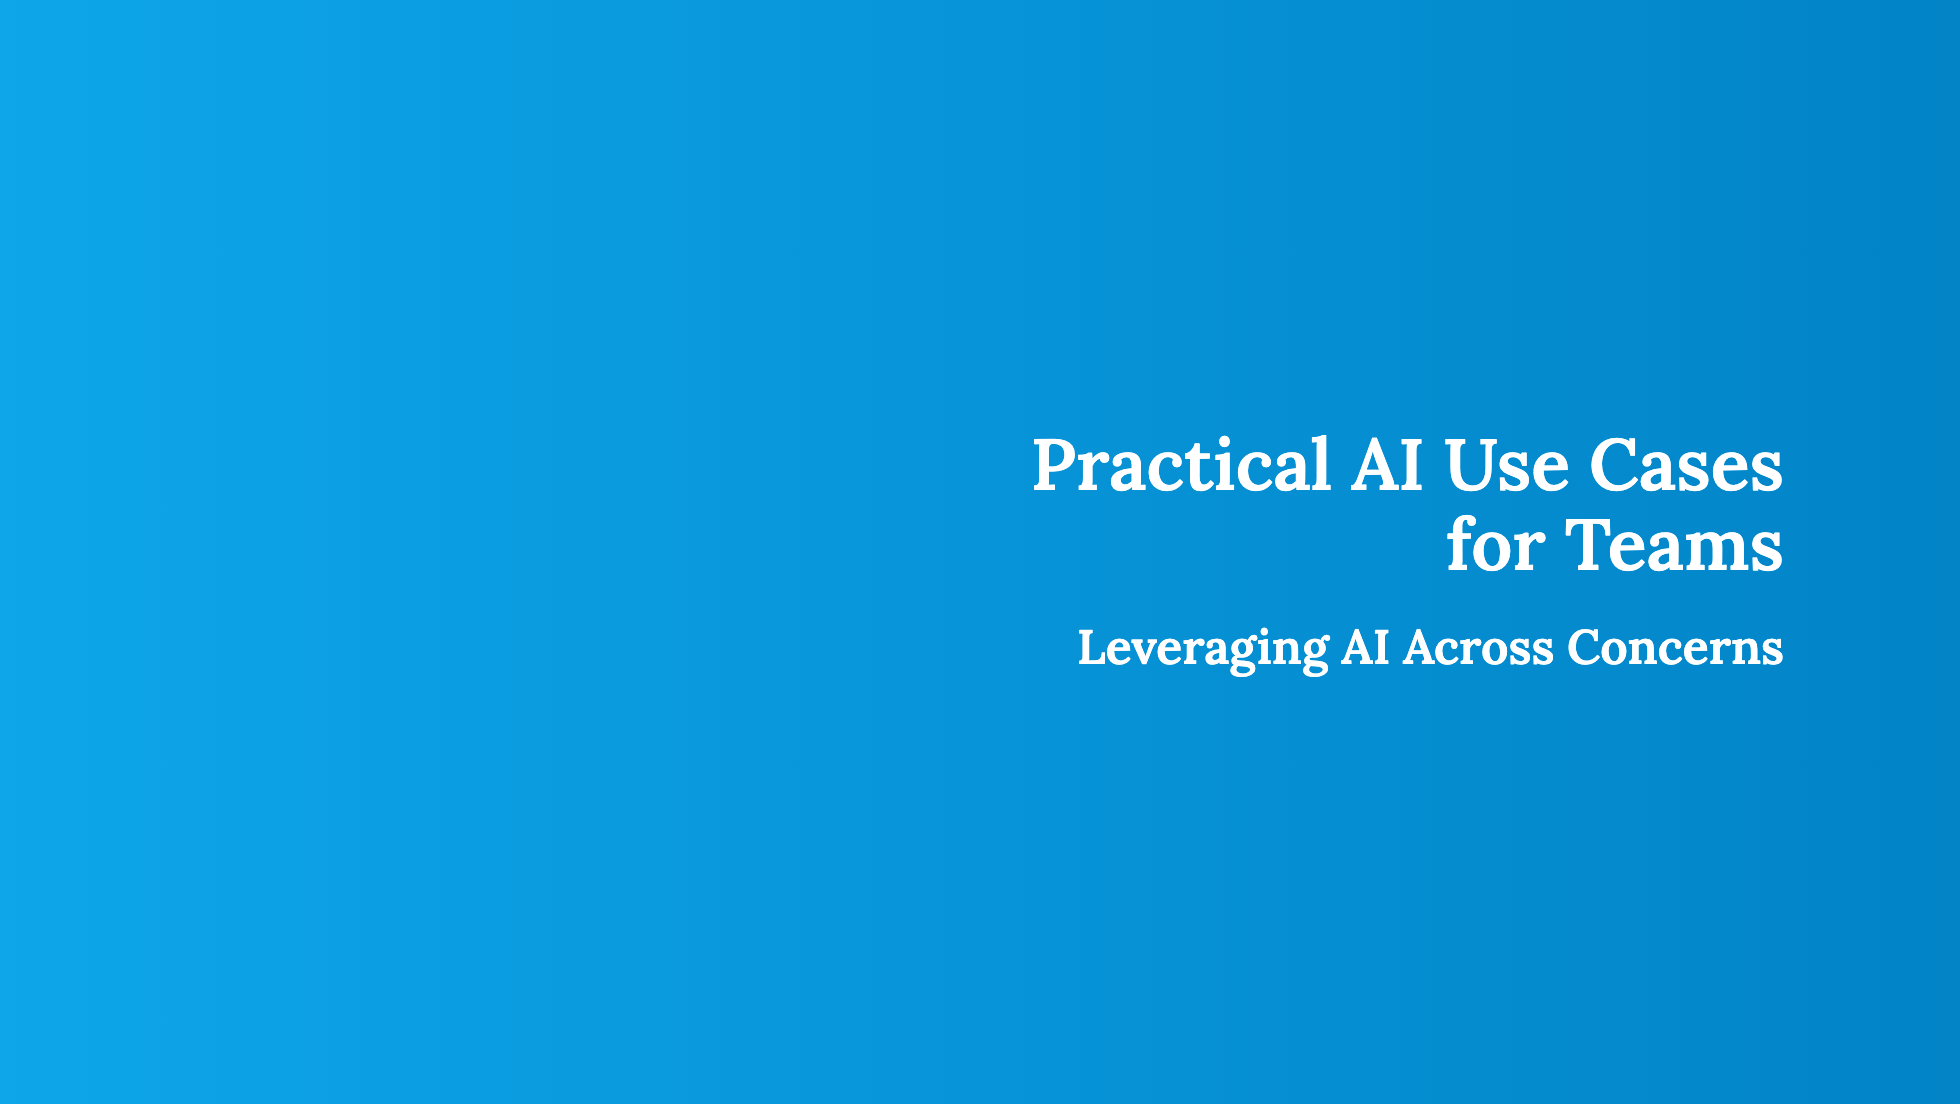 Practical AI Use Cases
for Teams
Leveraging AI Across Concerns